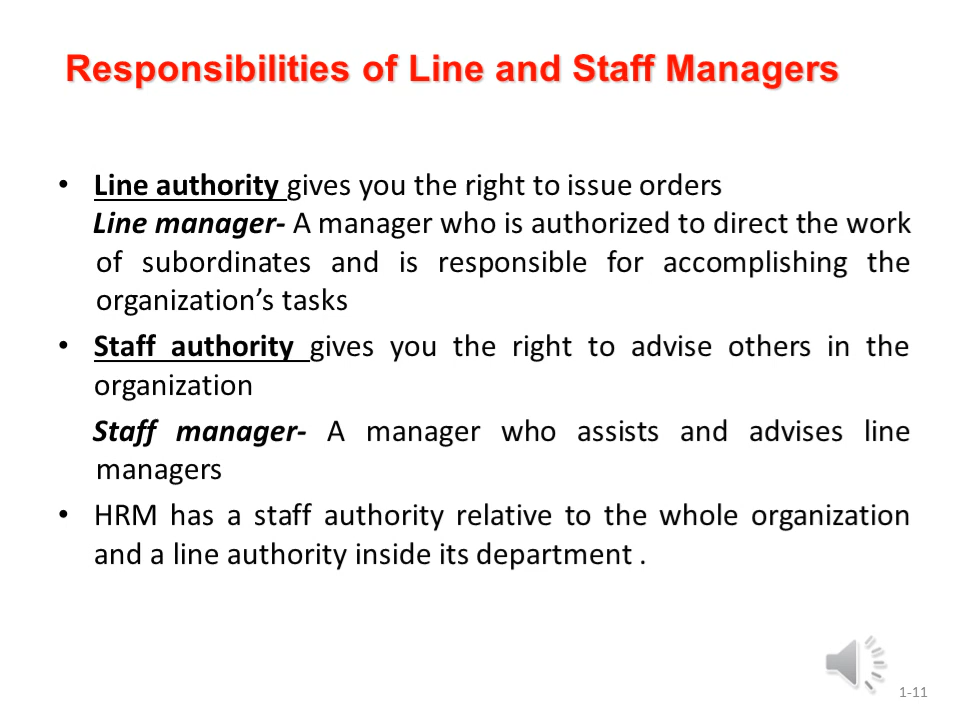 Responsibilities of Line and Staff Managers
• Line authority gives you the right to issue orders
Line manager- A manager who is authorized to direct the work
of subordinates and is responsible for accomplishing the
organization’s tasks
• Staff authority gives you the right to advise others in the
organization
Staff manager- A manager who assists and advises line
managers
• HRM has a staff authority relative to the whole organization
and a line authority inside its department .
1-11